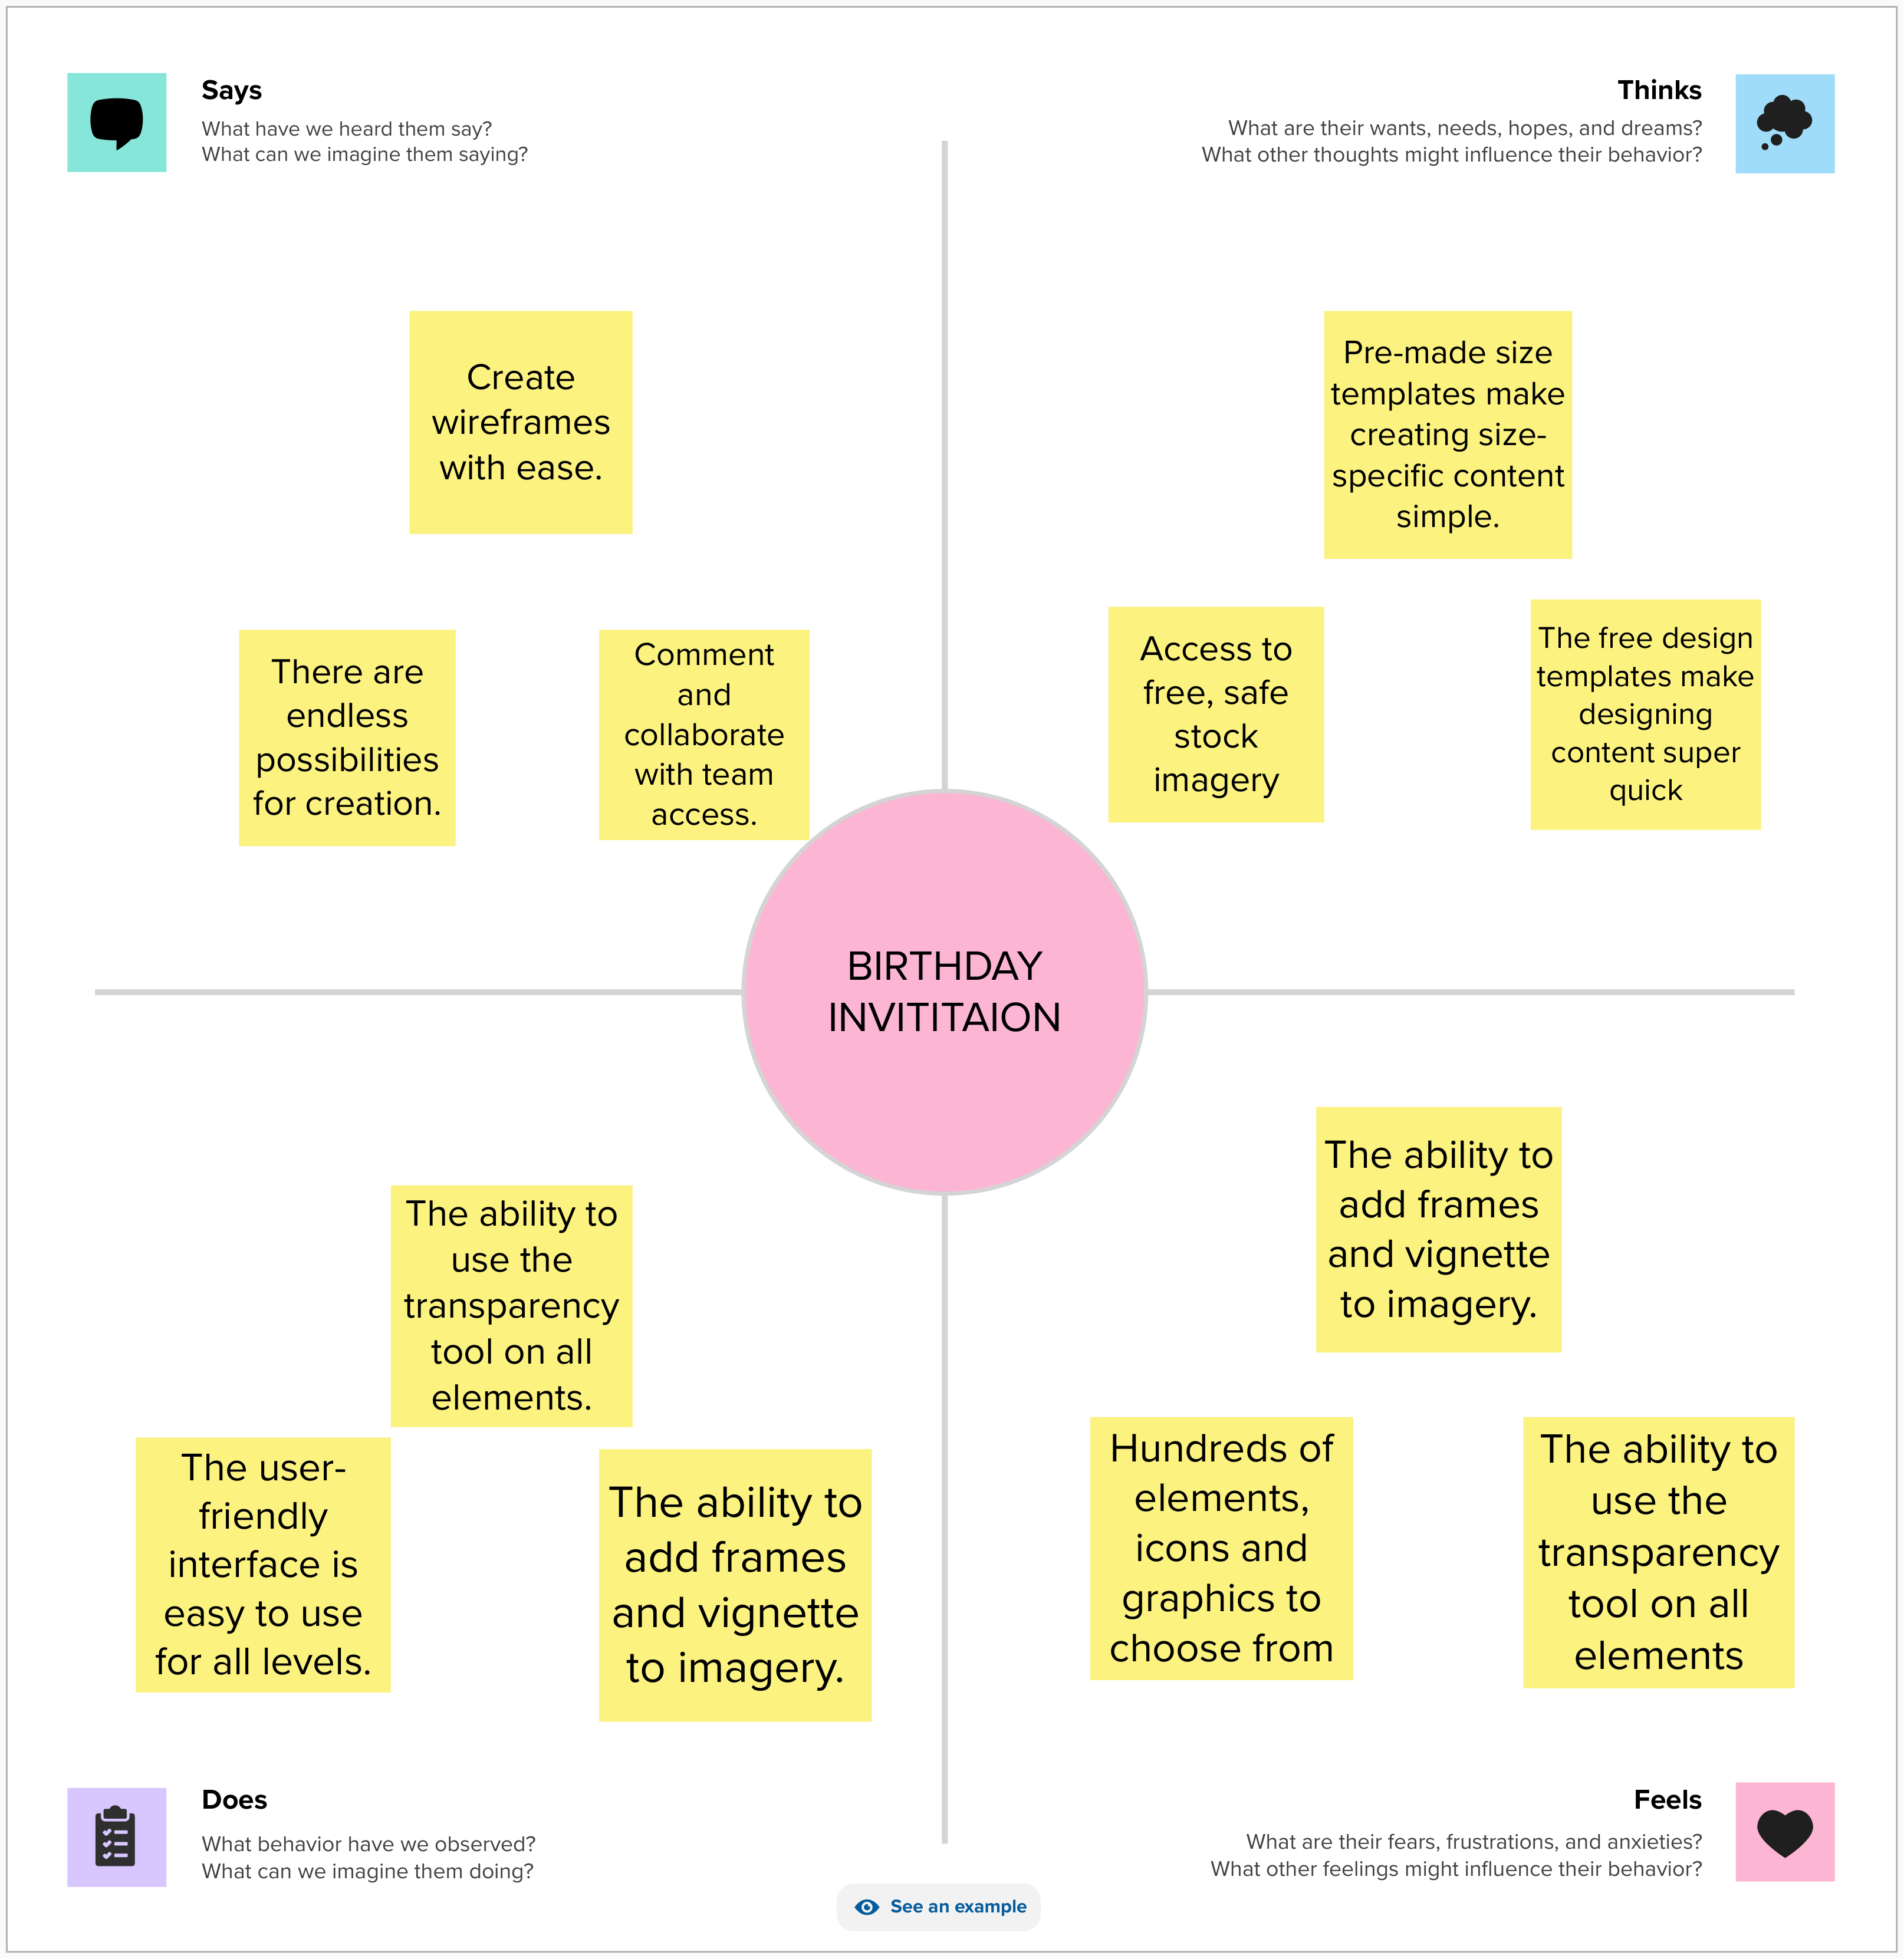 Says
What have we heard them say?
What can we imagine them saying?
Thinks
What are their wants, needs, hopes, and dreams?
What other thoughts might influence their behavior?
Create
wireframes
with ease.
There are
endless
possibilities
for creation.
Comment
and
collaborate
with team
access.
Pre-made size
templates make
creating size-
specific content
simple.
Access to
free, safe
stock
imagery
The free design
templates make
designing
content super
quick
BIRTHDAY
INVITITAION
The ability to
use the
transparency
tool on all
elements.
The user-
friendly
interface is
easy to use
for all levels.
The ability to
add frames
and vignette
to imagery.
The ability to
add frames
and vignette
to imagery.
Hundreds of
elements,
icons and
graphics to
choose from
The ability to
use the
transparency
tool on all
elements
Does
What behavior have we observed?
What can we imagine them doing?
Feels
What are their fears, frustrations, and anxieties?
What other feelings might influence their behavior?
See an example